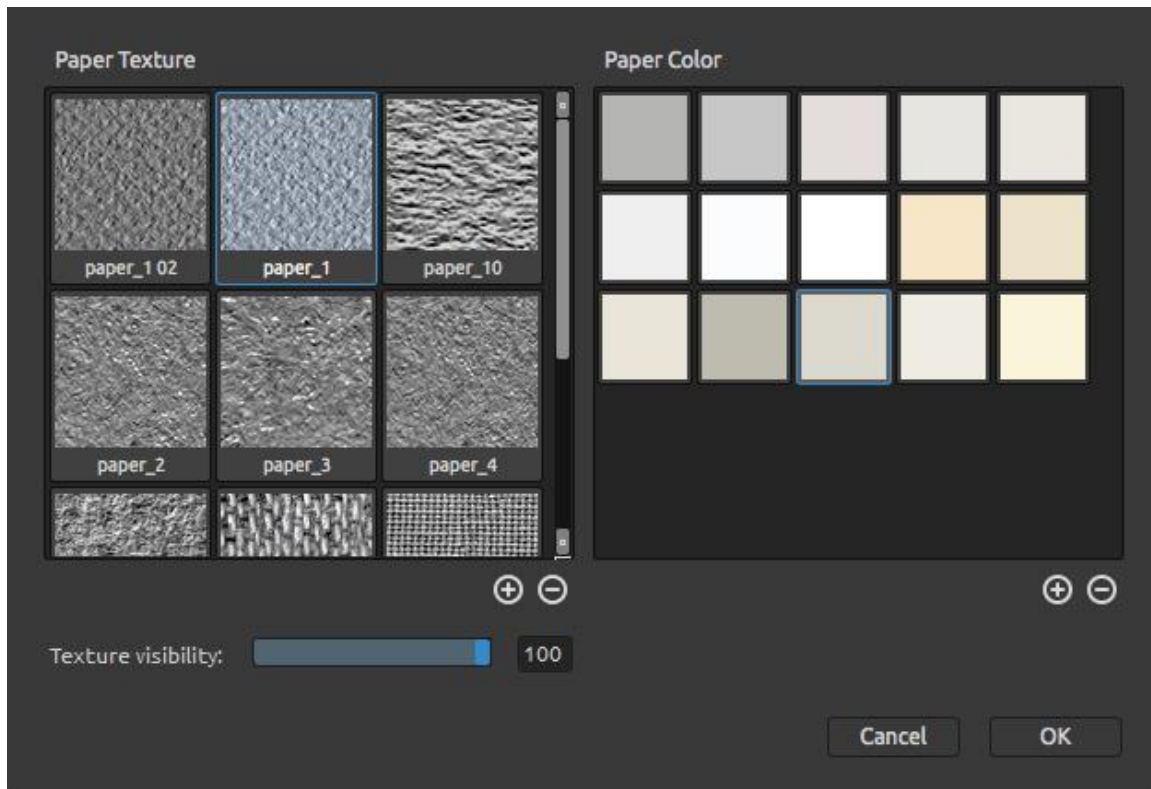 Paper Texture
Paper Color
paper_1 02
paper_1
paper_10
paper_2
paper_3
paper_4
Texture visibility:
100
Cancel
OK